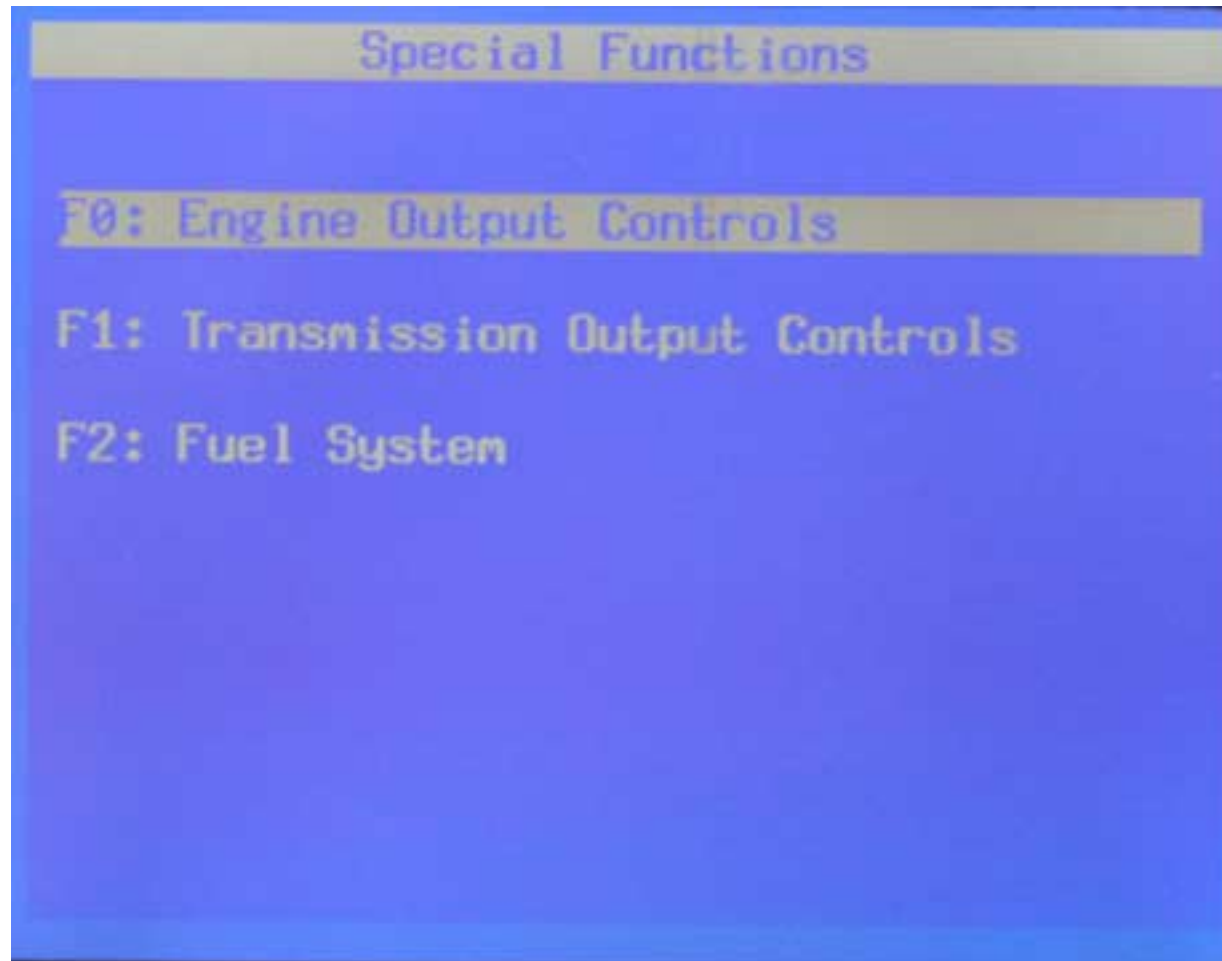 Special Functions
F0: Engine Output Controls
F1: Transmission Output Controls
F2: Fuel System